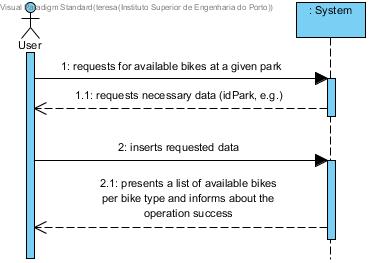 Visual Paradigm Standard(teresa(Instituto Superior de Engenharia do Porto))
: System
User
1: requests for available bikes at a given park
1.1: requests necessary data (idPark, e.g.)
2: inserts requested data
2.1: presents a list of available bikes
per bike type and informs about the
operation success